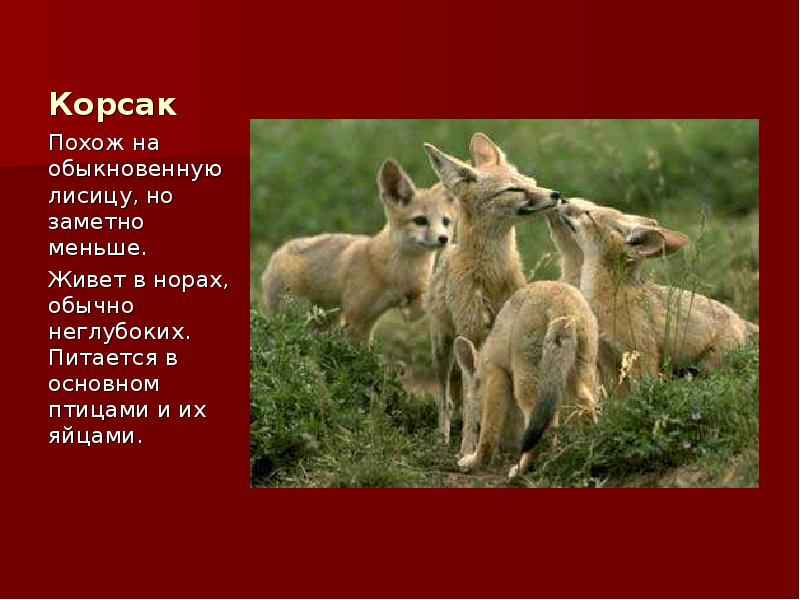 Корсак
Похож на
обыкновенную
лисицу, но
заметно
меньше.
Живет в норах,
обычно
неглубоких.
Питается в
основном
птицами и их
яйцами.